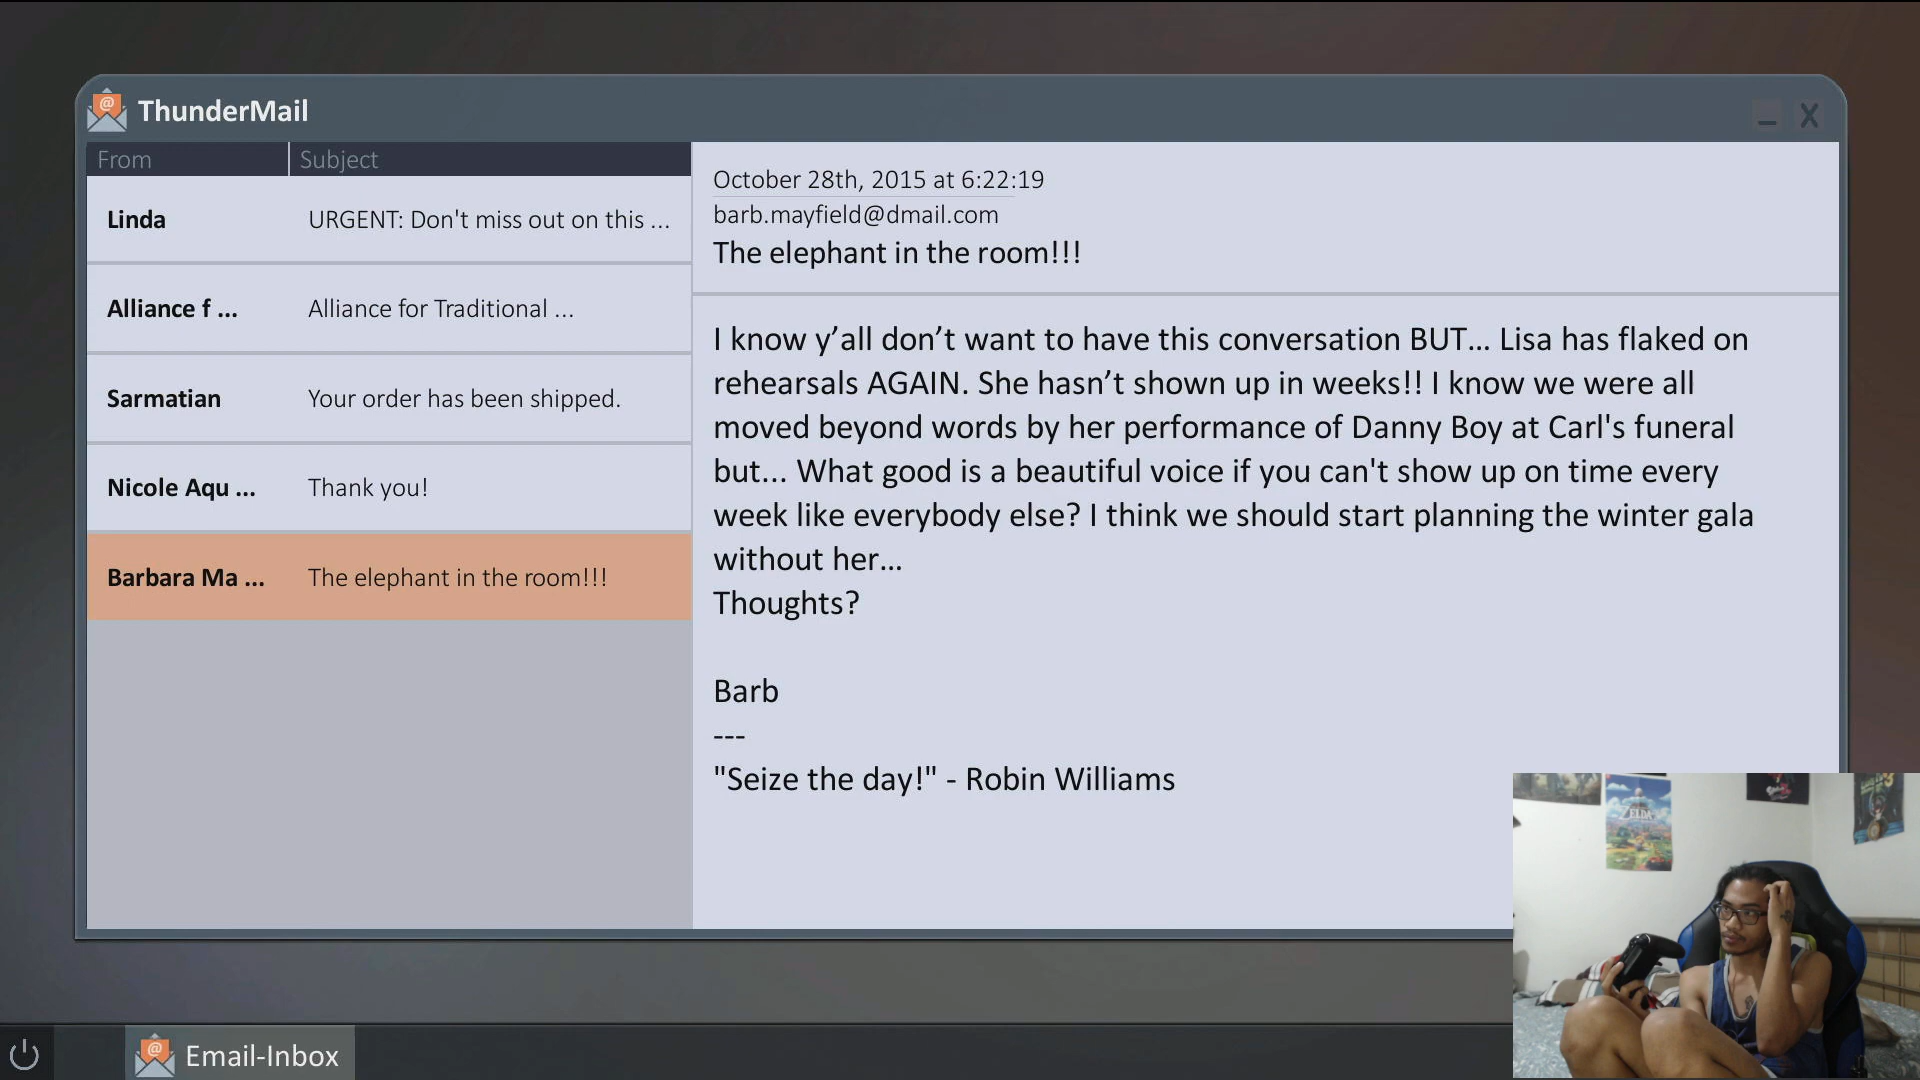 ThunderMail
From
Subject
Linda
URGENT: Don't miss out on this ...
Alliance f ...
Alliance for Traditional ...
Sarmatian
Your order has been shipped.
Nicole Aqu ...
Thank you!
Barbara Ma ...
The elephant in the room!!!
October 28th, 2015 at 6:22:19
barb.mayfield@dmail.com
The elephant in the room!!!
I know y’all don’t want to have this conversation BUT... Lisa has flaked on
rehearsals AGAIN. She hasn’t shown up in weeks!! I know we were all
moved beyond words by her performance of Danny Boy at Carl's funeral
but... What good is a beautiful voice if you can't show up on time every
week like everybody else? I think we should start planning the winter gala
without her...
Thoughts?
Barb
---
"Seize the day!" - Robin Williams
ZELDA
Email-Inbox